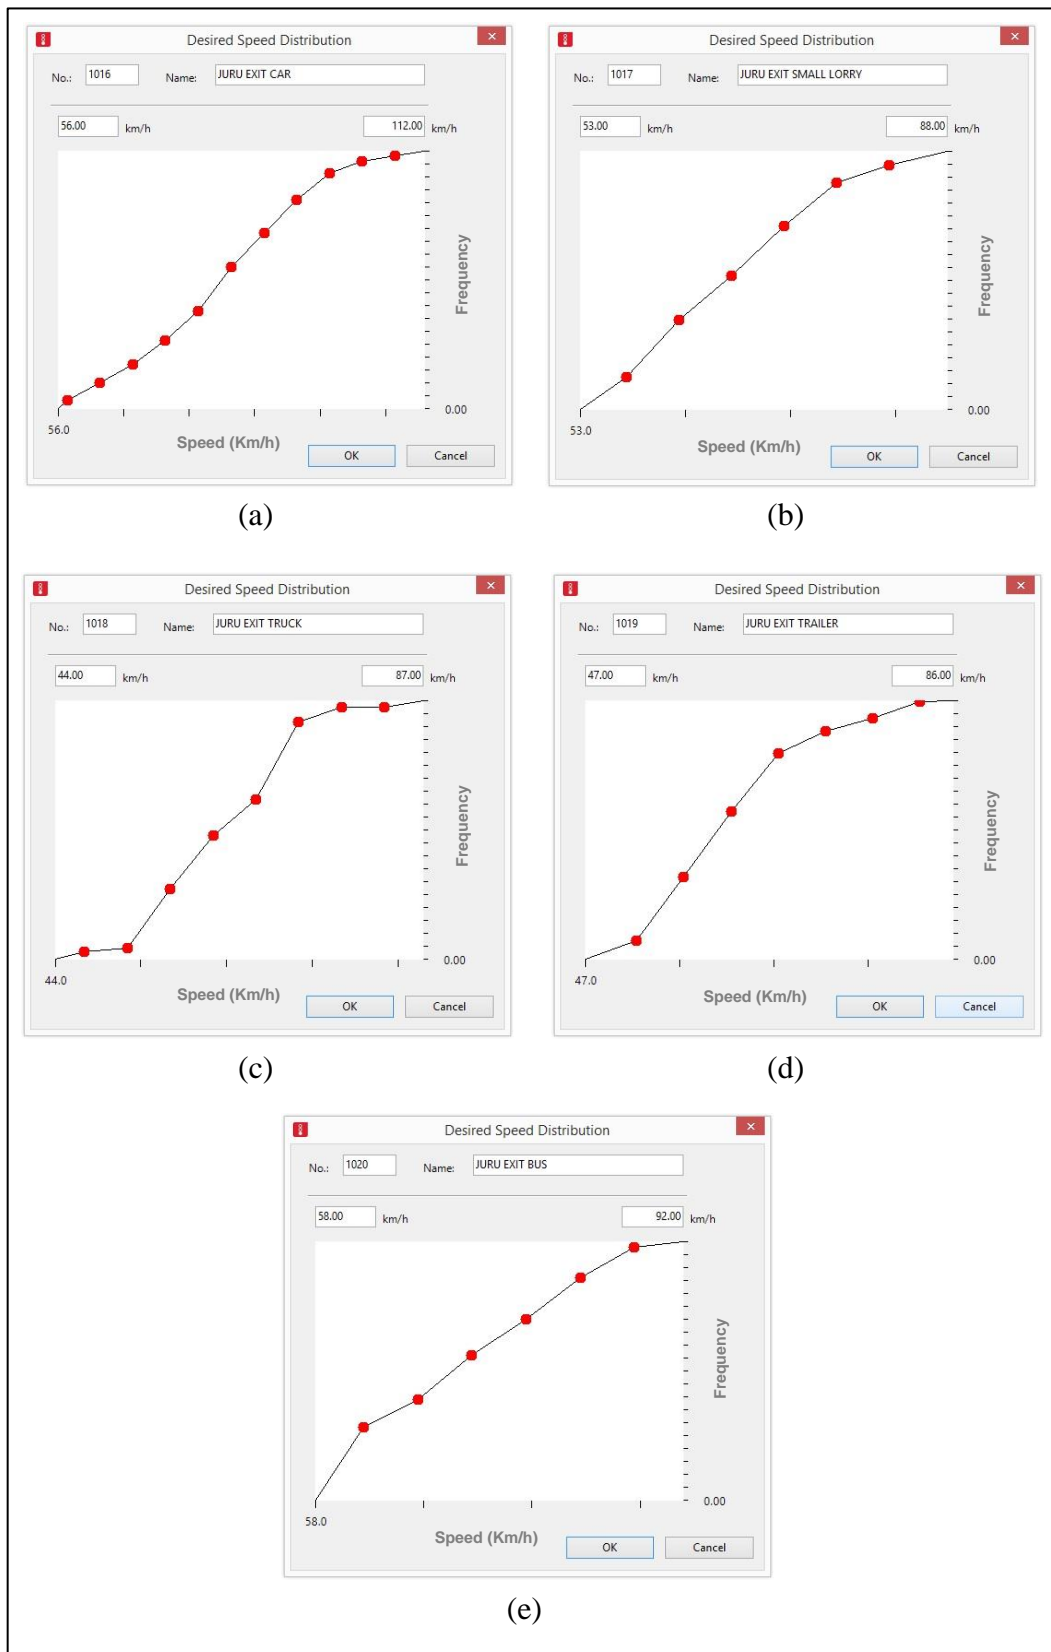 Desired Speed Distribution
No.: 1016 Name: JURU EXIT CAR
56.00 km/h 112.00 km/h
Frequency
0.00
56.0
Speed (Km/h)
OK Cancel
(a)
Desired Speed Distribution
No.: 1017 Name: JURU EXIT SMALL LORRY
53.00 km/h 88.00 km/h
Frequency
0.00
53.0
Speed (Km/h)
OK Cancel
(b)
Desired Speed Distribution
No.: 1018 Name: JURU EXIT TRUCK
44.00 km/h 87.00 km/h
Frequency
0.00
44.0
Speed (Km/h)
OK Cancel
(c)
Desired Speed Distribution
No.: 1019 Name: JURU EXIT TRAILER
47.00 km/h 86.00 km/h
Frequency
0.00
47.0
Speed (Km/h)
OK Cancel
(d)
Desired Speed Distribution
No.: 1020 Name: JURU EXIT BUS
58.00 km/h 92.00 km/h
Frequency
0.00
58.0
Speed (Km/h)
OK Cancel
(e)